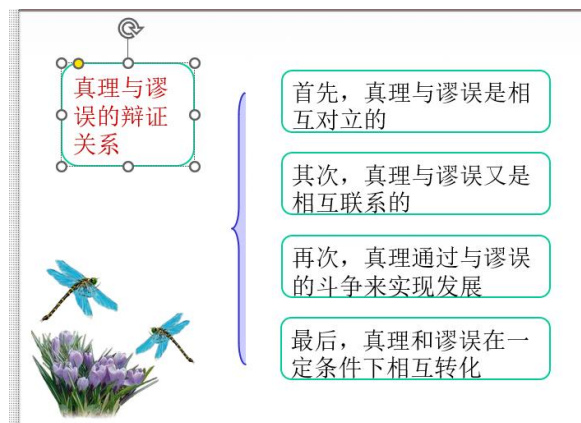 真理与谬
误的辩证
关系
首先，真理与谬误是相
互对立的
其次，真理与谬误又是
相互联系的
再次，真理通过与谬误
的斗争来实现发展
最后，真理和谬误在一
定条件下相互转化